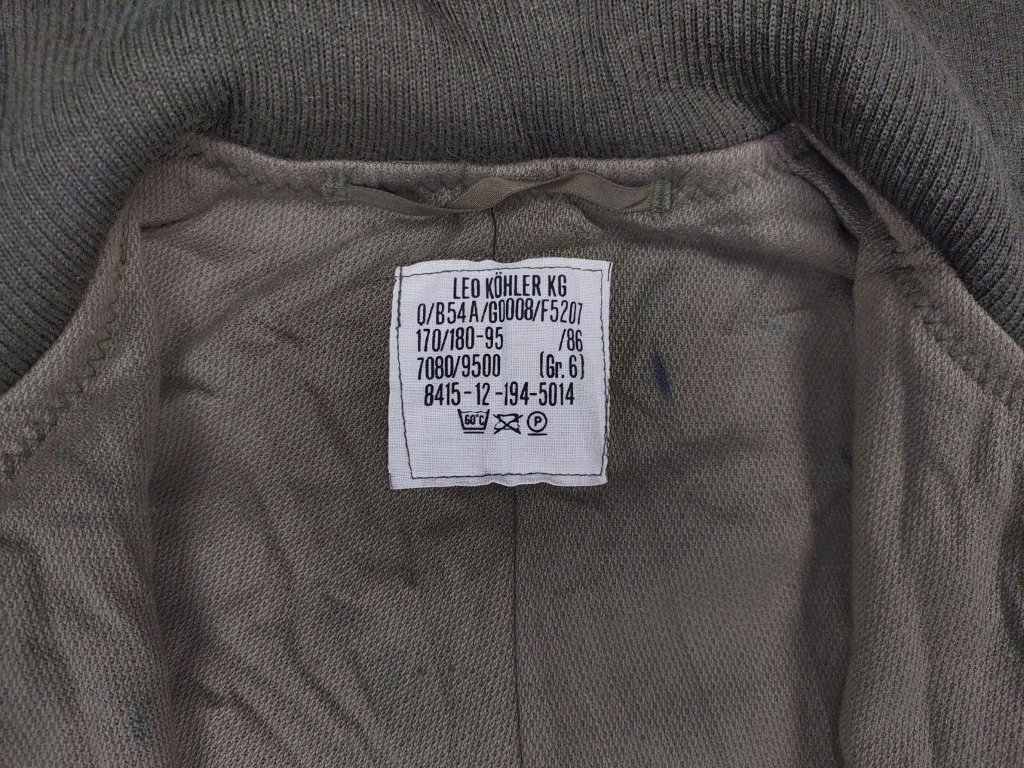 LEO KÖHLER KG
0/B54A/G0008/F5207
170/180-95 /86
7080/9500 (Gr.6)
8415-12-194-5014
60°C P